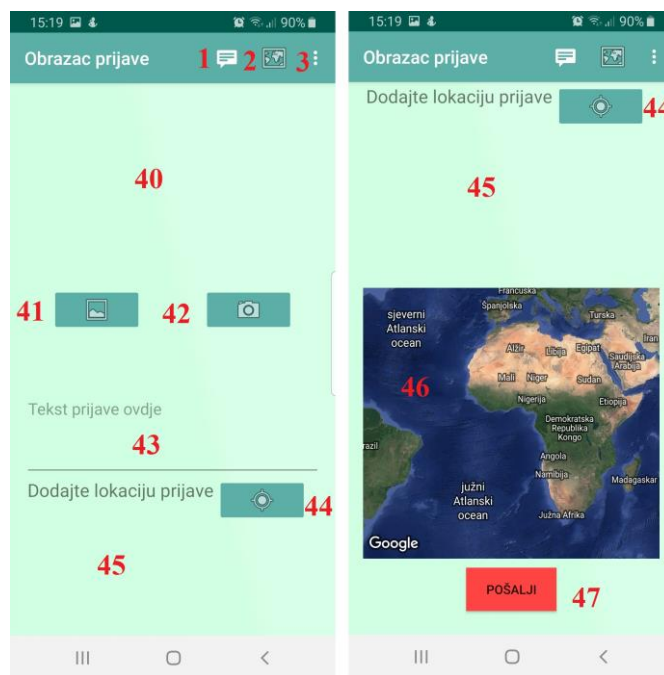 15:19 90%
Obrazac prijave 1 2 3
40
41 42
Tekst prijave ovdje
43
Dodajte lokaciju prijave 44
45
15:19 90%
Obrazac prijave
Dodajte lokaciju prijave 44
45
Francuska
Španjolska Turska
sjeverni
Atlanski
ocean
Alžir Libija Egipat Iran
Saudijska
Arabija
46 Mali Niger Sudan
Nigerija Etiopija
Demokratska
Republika
Kongo
razil
Angola
južni
Atlanski
ocean
Namibija Madagaskar
Južna Afrika
Google
POŠALJI 47